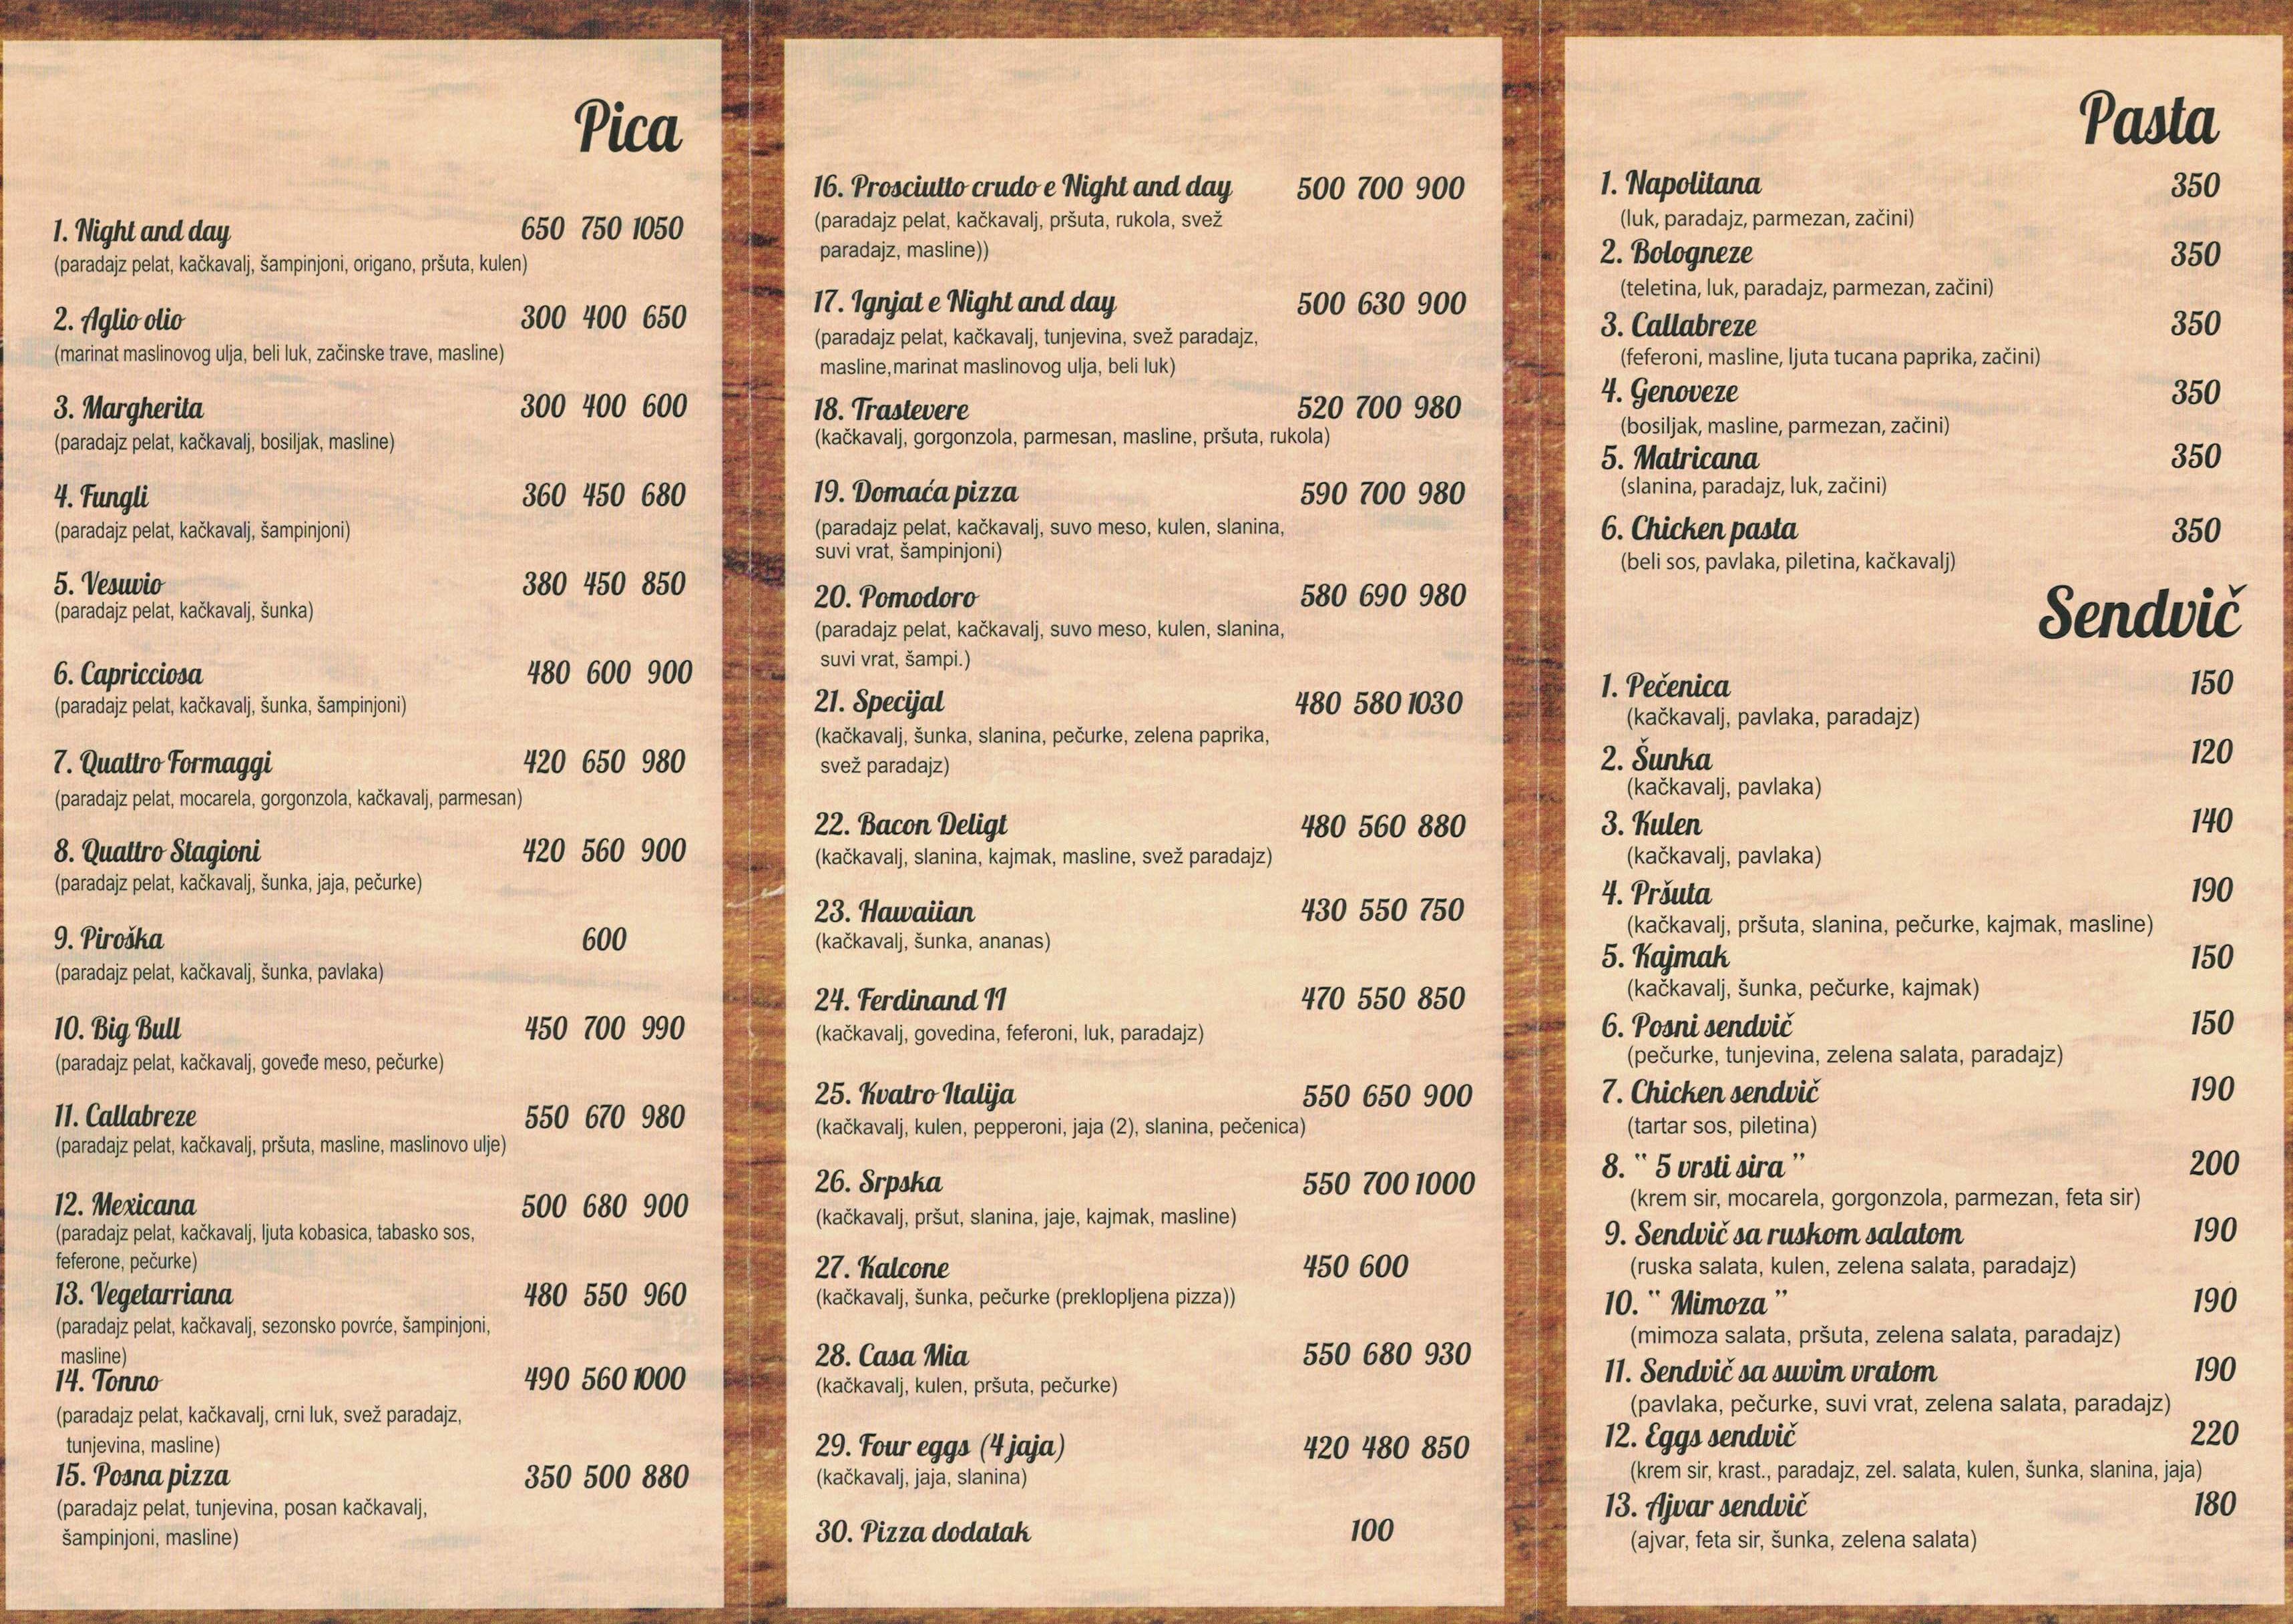 Pica
1. Night and day 650 750 1050
(paradajz pelat, kačkavalj, šampinjoni, origano, pršuta, kulen)
2. Aglio olio 300 400 650
(marinat maslinovog ulja, beli luk, začinske trave, masline)
3. Margherita 300 400 600
(paradajz pelat, kačkavalj, bosiljak, masline)
4. Fungli 360 450 680
(paradajz pelat, kačkavalj, šampinjoni)
5. Vesuvio 380 450 850
(paradajz pelat, kačkavalj, šunka)
6. Capricciosa 480 600 900
(paradajz pelat, kačkavalj, šunka, šampinjoni)
7. Quattro Formaggi 420 650 980
(paradajz pelat, mocarela, gorgonzola, kačkavalj, parmesan)
8. Quattro Stagioni 420 560 900
(paradajz pelat, kačkavalj, šunka, jaja, pečurke)
9. Piroška 600
(paradajz pelat, kačkavalj, šunka, pavlaka)
10. Big Bull 450 700 990
(paradajz pelat, kačkavalj, goveđe meso, pečurke)
11. Callabreze 550 670 980
(paradajz pelat, kačkavalj, pršuta, masline, maslinovo ulje)
12. Mexicana 500 680 900
(paradajz pelat, kačkavalj, ljuta kobasica, tabasko sos,
feferone, pečurke)
13. Vegetarriana 480 550 960
(paradajz pelat, kačkavalj, sezonsko povrće, šampinjoni,
masline)
14. Tonno 490 560 1000
(paradajz pelat, kačkavalj, crni luk, svež paradajz,
tunjevina, masline)
15. Posna pizza 350 500 880
(paradajz pelat, tunjevina, posan kačkavalj,
šampinjoni, masline)
16. Prosciutto crudo e Night and day 500 700 900
(paradajz pelat, kačkavalj, pršuta, rukola, svež
paradajz, masline))
17. Ignjat e Night and day 500 630 900
(paradajz pelat, kačkavalj, tunjevina, svež paradajz,
masline,marinat maslinovog ulja, beli luk)
18. Trastevere 520 700 980
(kačkavalj, gorgonzola, parmesan, masline, pršuta, rukola)
19. Domaća pizza 590 700 980
(paradajz pelat, kačkavalj, suvo meso, kulen, slanina,
suvi vrat, šampinjoni)
20. Pomodoro 580 690 980
(paradajz pelat, kačkavalj, suvo meso, kulen, slanina,
suvi vrat, šampi.)
21. Specijal 480 580 1030
(kačkavalj, šunka, slanina, pečurke, zelena paprika,
svež paradajz)
22. Bacon Deligt 480 560 880
(kačkavalj, slanina, kajmak, masline, svež paradajz)
23. Hawaiian 430 550 750
(kačkavalj, šunka, ananas)
24. Ferdinand II 470 550 850
(kačkavalj, govedina, feferoni, luk, paradajz)
25. Kvatro Italija 550 650 900
(kačkavalj, kulen, pepperoni, jaja (2), slanina, pečenica)
26. Srpska 550 700 1000
(kačkavalj, pršut, slanina, jaje, kajmak, masline)
27. Kalcone 450 600
(kačkavalj, šunka, pečurke (preklopljena pizza))
28. Casa Mia 550 680 930
(kačkavalj, kulen, pršuta, pečurke)
29. Four eggs (4 jaja) 420 480 850
(kačkavalj, jaja, slanina)
30. Pizza dodatak 100
Pasta
1. Napolitana 350
(luk, paradajz, parmezan, začini)
2. Bologneze 350
(teletina, luk, paradajz, parmezan, začini)
3. Callabreze 350
(feferoni, masline, ljuta tucana paprika, začini)
4. Genoveze 350
(bosiljak, masline, parmezan, začini)
5. Matricana 350
(slanina, paradajz, luk, začini)
6. Chicken pasta 350
(beli sos, pavlaka, piletina, kačkavalj)
Sendvič
1. Pečenica 150
(kačkavalj, pavlaka, paradajz)
2. Šunka 120
(kačkavalj, pavlaka)
3. Kulen 140
(kačkavalj, pavlaka)
4. Pršuta 190
(kačkavalj, pršuta, slanina, pečurke, kajmak, masline)
5. Kajmak 150
(kačkavalj, šunka, pečurke, kajmak)
6. Posni sendvič 150
(pečurke, tunjevina, zelena salata, paradajz)
7. Chicken sendvič 190
(tartar sos, piletina)
8. " 5 vrsti sira " 200
(krem sir, mocarela, gorgonzola, parmezan, feta sir)
9. Sendvič sa ruskom salatom 190
(ruska salata, kulen, zelena salata, paradajz)
10. " Mimoza " 190
(mimoza salata, pršuta, zelena salata, paradajz)
11. Sendvič sa suvim vratom 190
(pavlaka, pečurke, suvi vrat, zelena salata, paradajz)
12. Eggs sendvič 220
(krem sir, krast., paradajz, zel. salata, kulen, šunka, slanina, jaja)
13. Ajvar sendvič 180
(ajvar, feta sir, šunka, zelena salata)